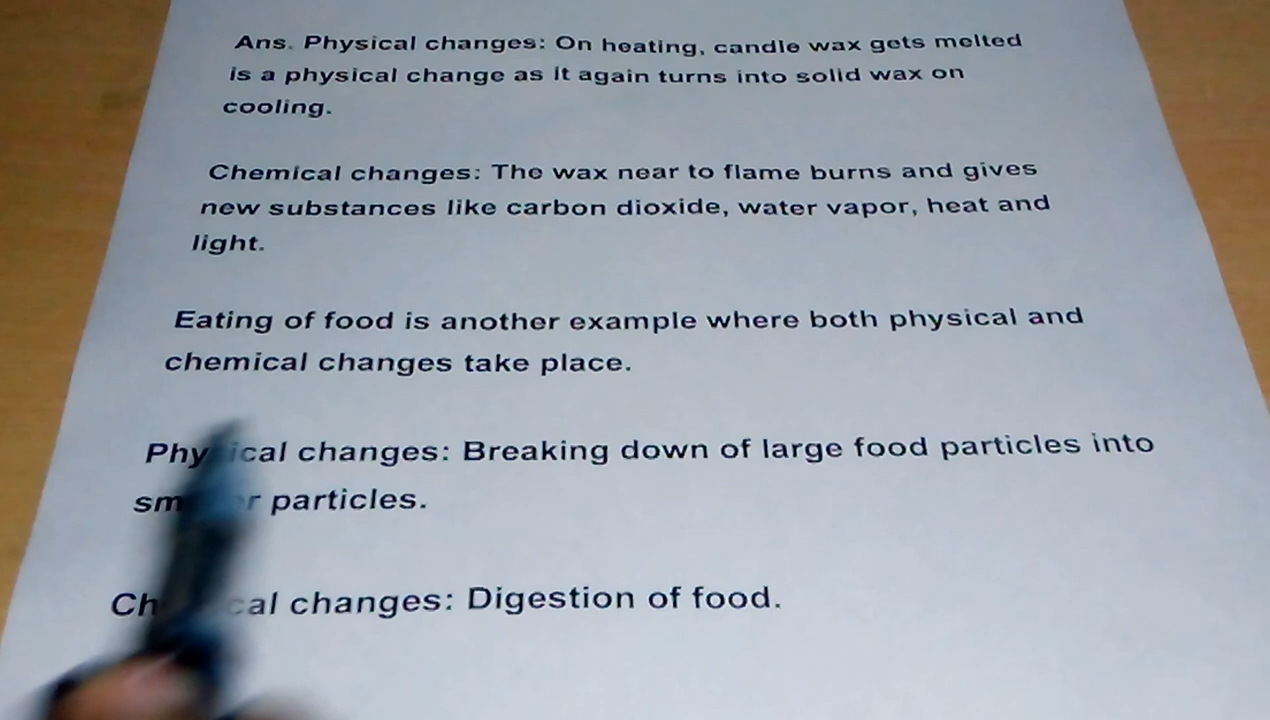 Ans. Physical changes: On heating, candle wax gets melted
is a physical change as it again turns into solid wax on
cooling.
Chemical changes: The wax near to flame burns and gives
new substances like carbon dioxide, water vapor, heat and
light.
Eating of food is another example where both physical and
chemical changes take place.
Physical changes: Breaking down of large food particles into
particles.
changes: Digestion of food.